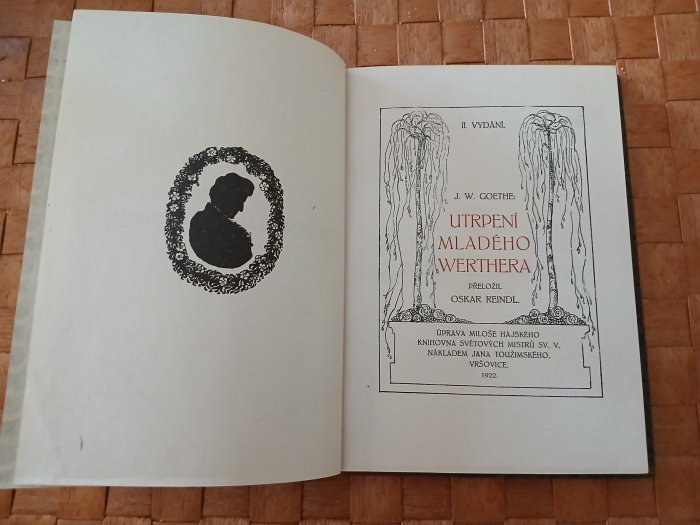 II. VYDÁNÍ.
J. W. GOETHE:
UTRPENÍ
MLADÉHO
WERTHERA
PŘELOŽIL
OSKAR REINDL.
ÚPRAVA MILOŠE HAJSKÉHO
KNIHOVNA SVĚTOVÝCH MISTRŮ SV. V.
NÁKLADEM JANA TOUŽIMSKÉHO,
VRŠOVICE.
1922.